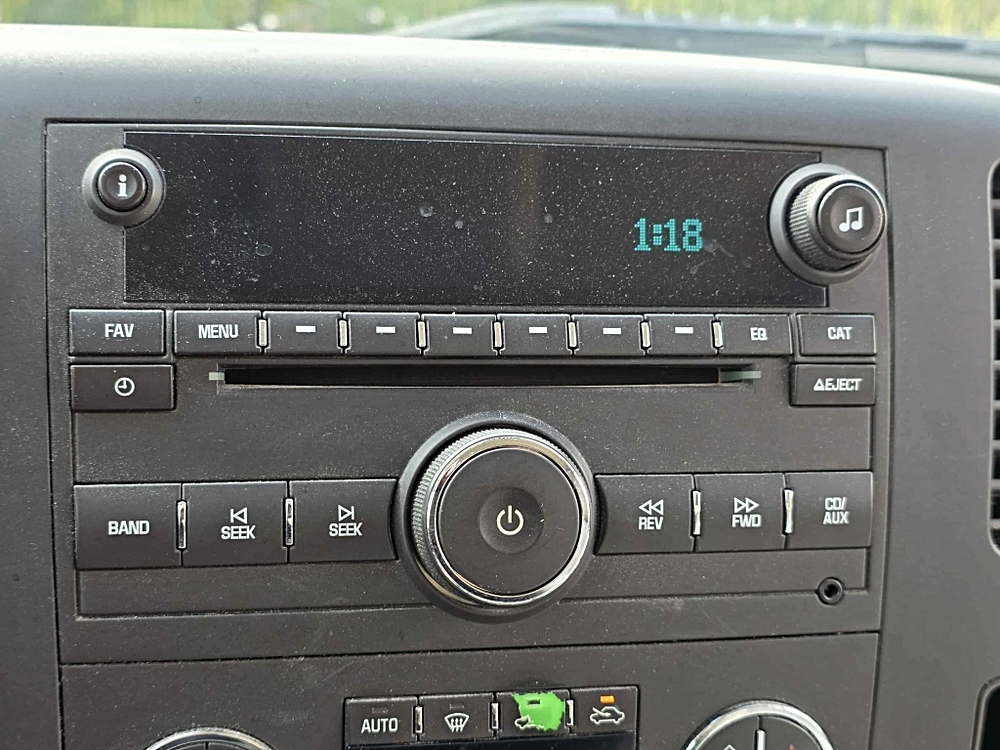 i
1:18
FAV
MENU
EQ
CAT
EJECT
BAND
SEEK
SEEK
REV
FWD
CD/
AUX
AUTO